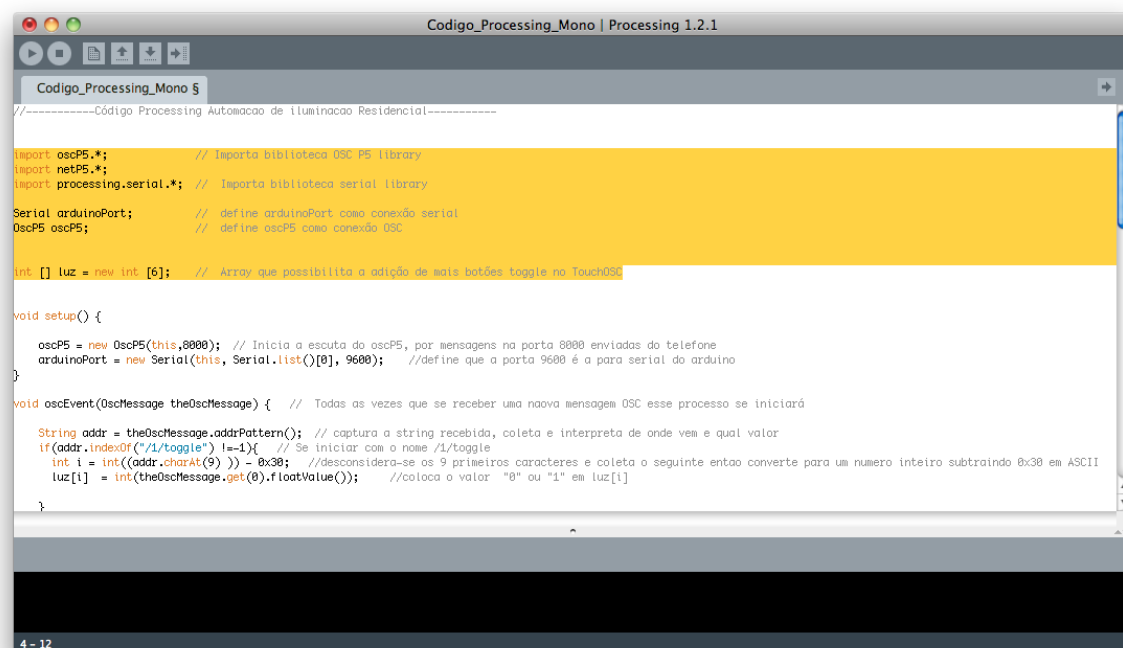 Codigo_Processing_Mono | Processing 1.2.1
Codigo_Processing_Mono §
//-----------Código Processing Automacao de iluminacao Residencial-----------
import oscP5.*;              // Importa biblioteca OSC P5 library
import netP5.*;
import processing.serial.*;  //  Importa biblioteca serial library
Serial arduinoPort;          //  define arduinoPort como conexão serial
OscP5 oscP5;                 //  define oscP5 como conexão OSC
int [] luz = new int [6];    //  Array que possibilita a adição de mais botões toggle no TouchOSC
void setup() {
oscP5 = new OscP5(this,8000);  // Inicia a escuta do oscP5, por mensagens na porta 8000 enviadas do telefone
arduinoPort = new Serial(this, Serial.list()[0], 9600);   //define que a porta 9600 é a para serial do arduino
}
void oscEvent(OscMessage theOscMessage) {   //  Todas as vezes que se receber uma naova mensagem OSC esse processo se iniciará
String addr = theOscMessage.addrPattern();  // captura a string recebida, coleta e interpreta de onde vem e qual valor
if(addr.indexOf("/1/toggle") !=-1){   // Se iniciar com o nome /1/toggle
int i = int((addr.charAt(9) )) - 0x30;   //desconsidera-se os 9 primeiros caracteres e coleta o seguinte entao converte para um numero inteiro subtraindo 0x30 em ASCII
luz[i]  = int(theOscMessage.get(0).floatValue());     //coloca o valor  "0" ou "1" em luz[i]
}
4 - 12